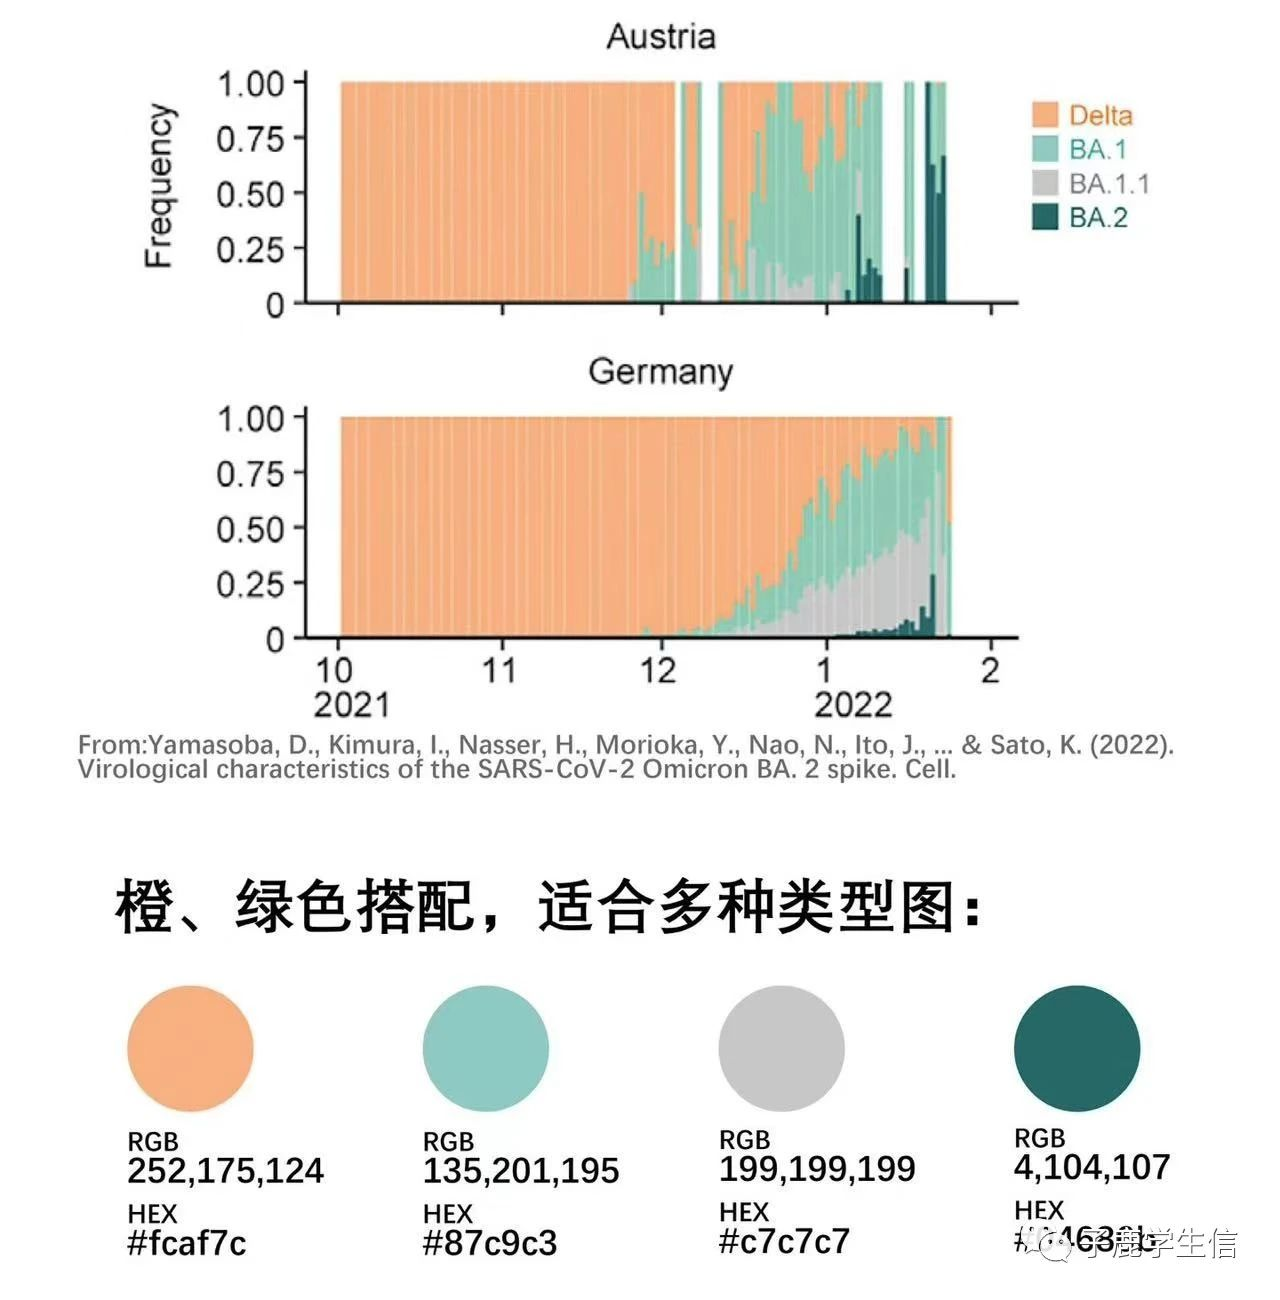 Austria
Frequency
1.00
0.75
0.50
0.25
0
Delta
BA.1
BA.1.1
BA.2
Germany
1.00
0.75
0.50
0.25
0
10 11 12 1 2
2021 2022
From:Yamasoba, D., Kimura, I., Nasser, H., Morioka, Y., Nao, N., Ito, J., ... & Sato, K. (2022).
Virological characteristics of the SARS-CoV-2 Omicron BA. 2 spike. Cell.
橙、绿色搭配，适合多种类型图：
RGB
252,175,124
HEX
#fcaf7c
RGB
135,201,195
HEX
#87c9c3
RGB
199,199,199
HEX
#c7c7c7
RGB
4,104,107
HEX
鹿学生信